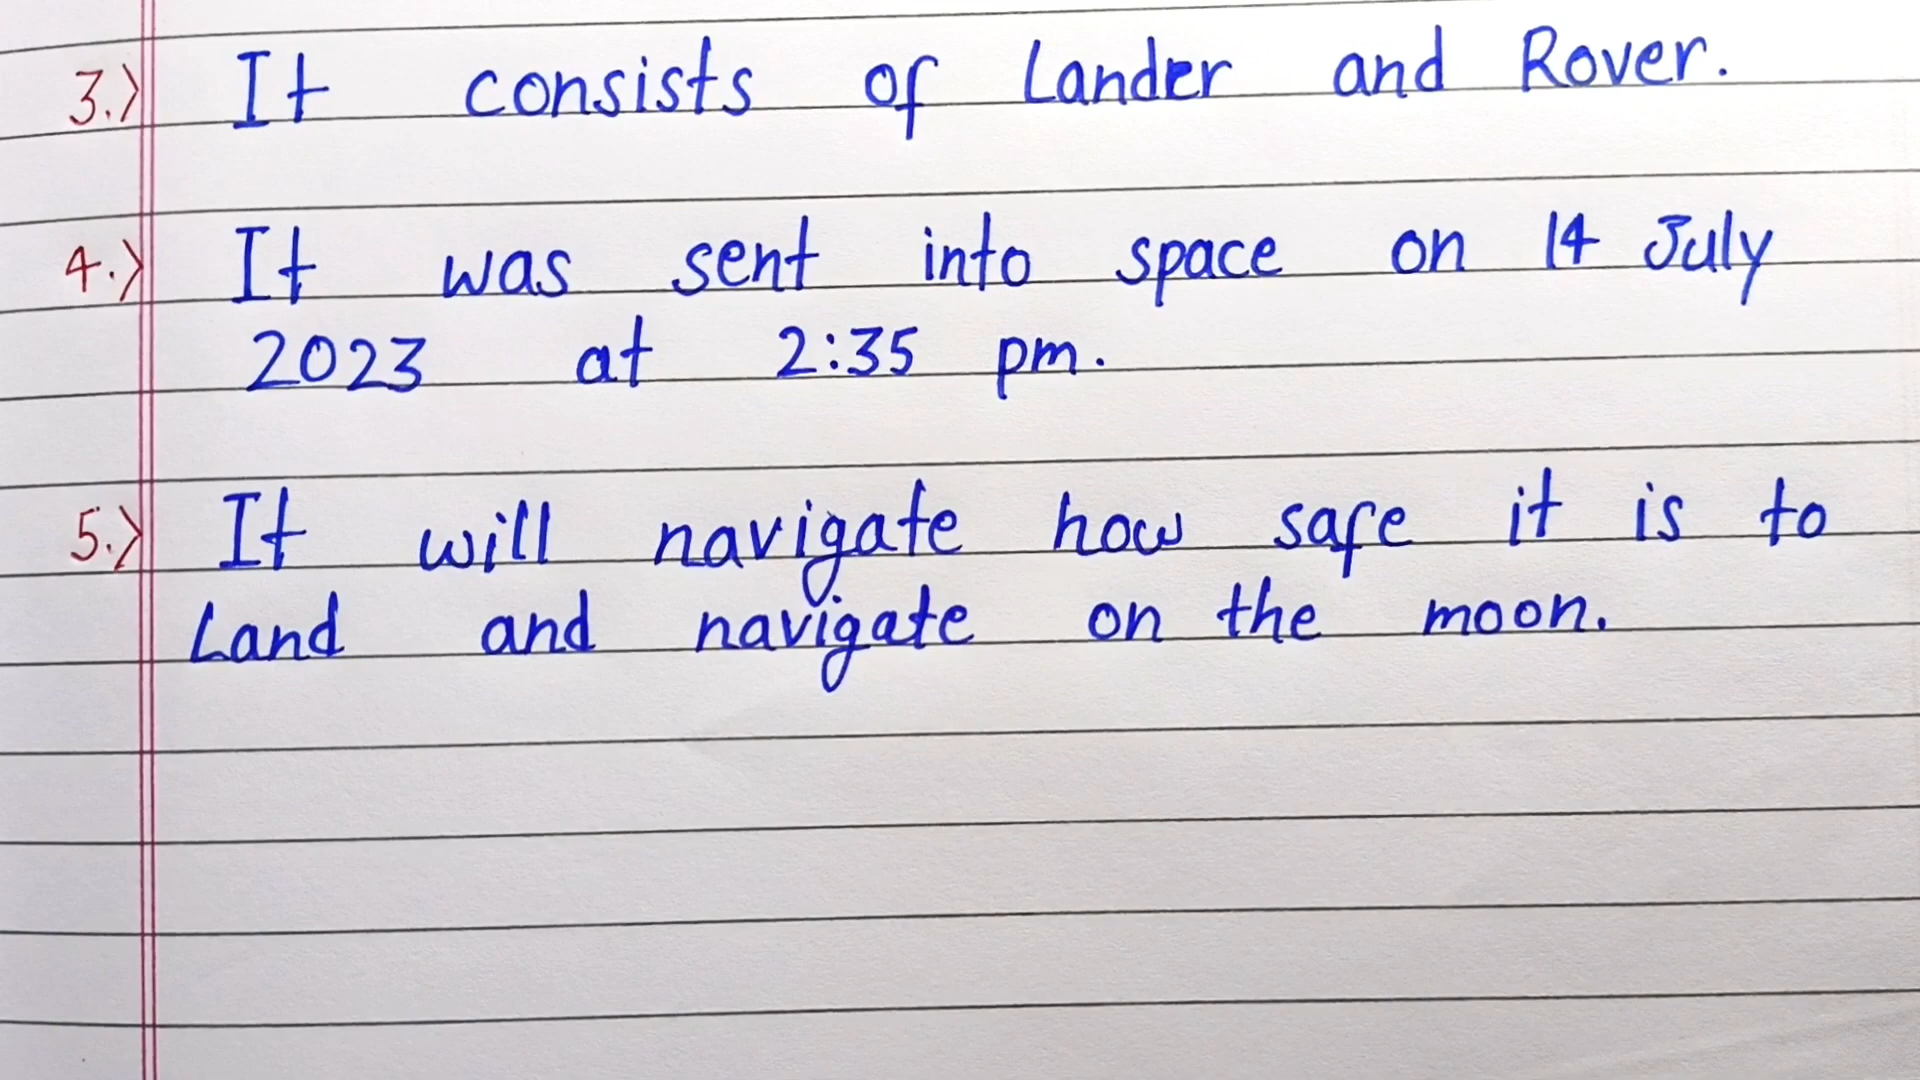 3.) It consists of Lander and Rover.
4.) It was sent into space on 14 July
2023 at 2:35 pm.
5.) It will navigate how safe it is to
Land and navigate on the moon.